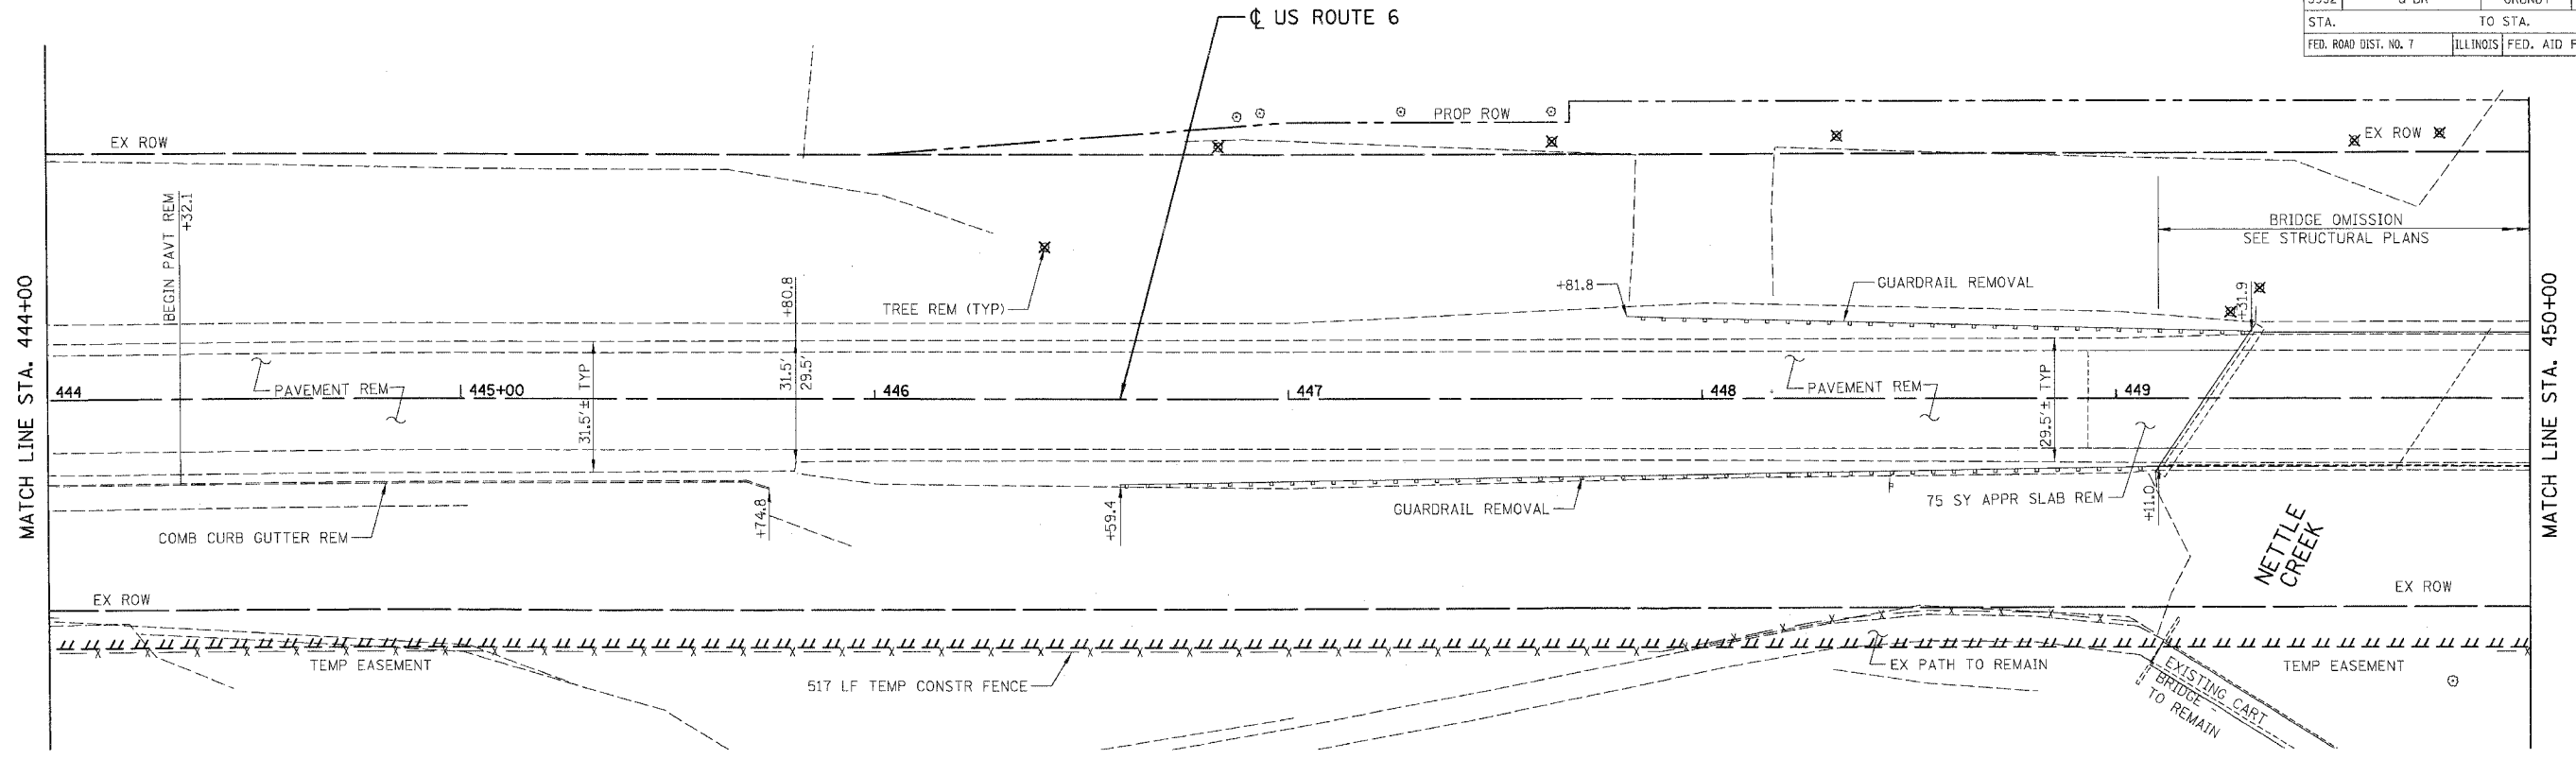 ℄ US ROUTE 6
STA. TO STA.
FED. ROAD DIST. NO. 7 ILLINOIS FED. AID
PROP ROW
EX ROW
EX ROW
BEGIN PAVT REM
+32.1
BRIDGE OMISSION
SEE STRUCTURAL PLANS
+80.8
TREE REM (TYP)
+81.8
GUARDRAIL REMOVAL
+31.9
MATCH LINE STA. 444+00
MATCH LINE STA. 450+00
31.5'
29.5'
444
PAVEMENT REM
445+00
31.5'± TYP
446
447
448
PAVEMENT REM
29.5'± TYP
449
COMB CURB GUTTER REM
+74.8
+59.4
GUARDRAIL REMOVAL
75 SY APPR SLAB REM
+11.0
NETTLE
CREEK
EX ROW
EX ROW
TEMP EASEMENT
517 LF TEMP CONSTR FENCE
EX PATH TO REMAIN
EXISTING CART
BRIDGE -
TO REMAIN
TEMP EASEMENT